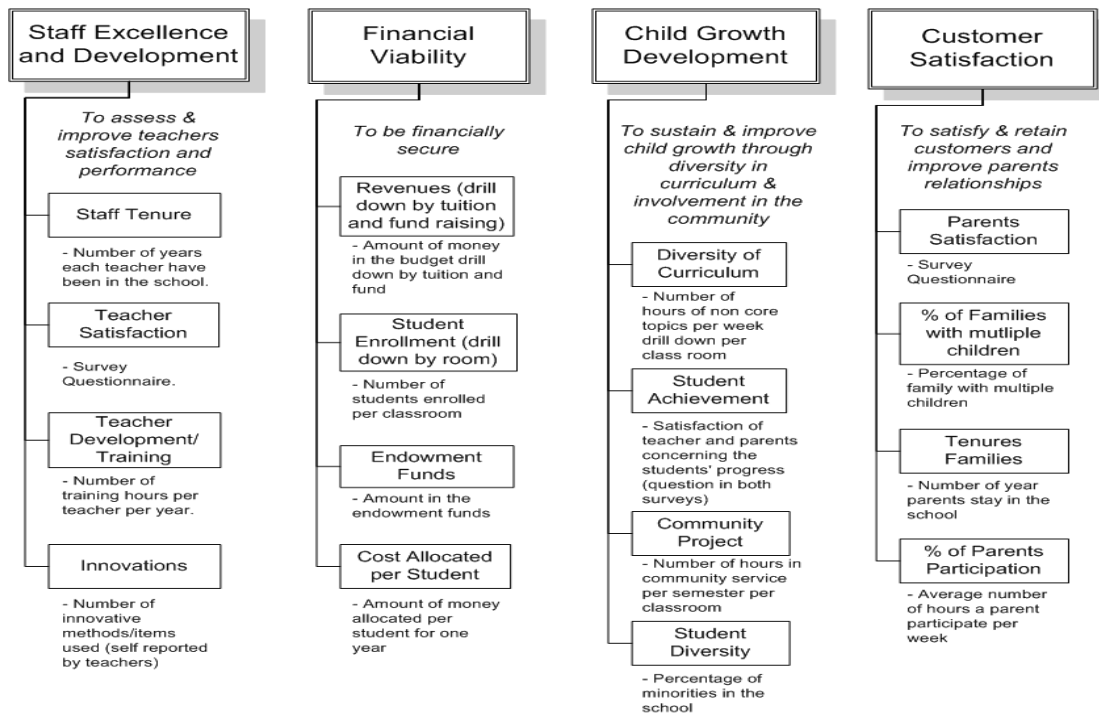 Staff Excellence
and Development
To assess &
improve teachers
satisfaction and
performance
Staff Tenure
- Number of years
each teacher have
been in the school.
Teacher
Satisfaction
- Survey
Questionnaire.
Teacher
Development/
Training
- Number of
training hours per
teacher per year.
Innovations
- Number of
innovative
methods/items
used (self reported
by teachers)
Financial
Viability
To be financially
secure
Revenues (drill
down by tuition
and fund raising)
- Amount of money
in the budget drill
down by tuition and
fund
Student
Enrollment (drill
down by room)
- Number of
students enrolled
per classroom
Endowment
Funds
- Amount in the
endowment funds
Cost Allocated
per Student
- Amount of money
allocated per
student for one
year
Child Growth
Development
To sustain & improve
child growth through
diversity in
curriculum &
involvement in the
community
Diversity of
Curriculum
- Number of
hours of non core
topics per week
drill down per
class room
Student
Achievement
- Satisfaction of
teacher and parents
concerning the
students' progress
(question in both
surveys)
Community
Project
- Number of hours in
community service
per semester per
classroom
Student
Diversity
- Percentage of
minorities in the
school
Customer
Satisfaction
To satisfy & retain
customers and
improve parents
relationships
Parents
Satisfaction
- Survey
Questionnaire
% of Families
with mutliple
children
- Percentage of
family with multiple
children
Tenures
Families
- Number of year
parents stay in the
school
% of Parents
Participation
- Average number
of hours a parent
participate per
week